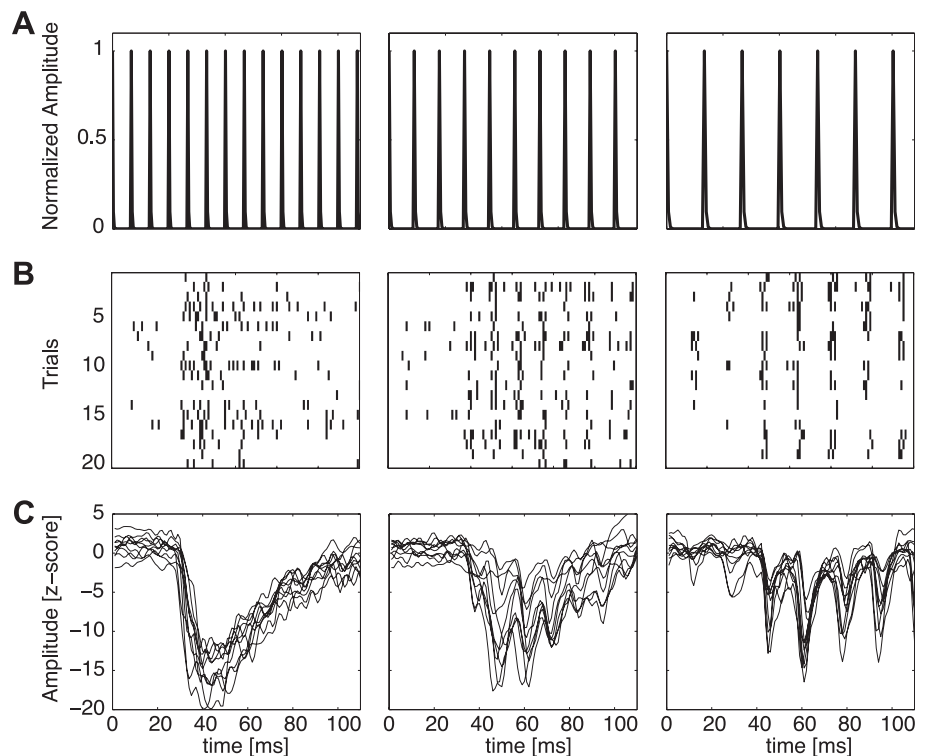 A
Normalized Amplitude
1
0.5
0
B
Trials
5
10
15
20
C
Amplitude [z−score]
5
0
−5
−10
−15
−20
0 20 40 60 80 100
0 20 40 60 80 100
0 20 40 60 80 100
time [ms]
time [ms]
time [ms]